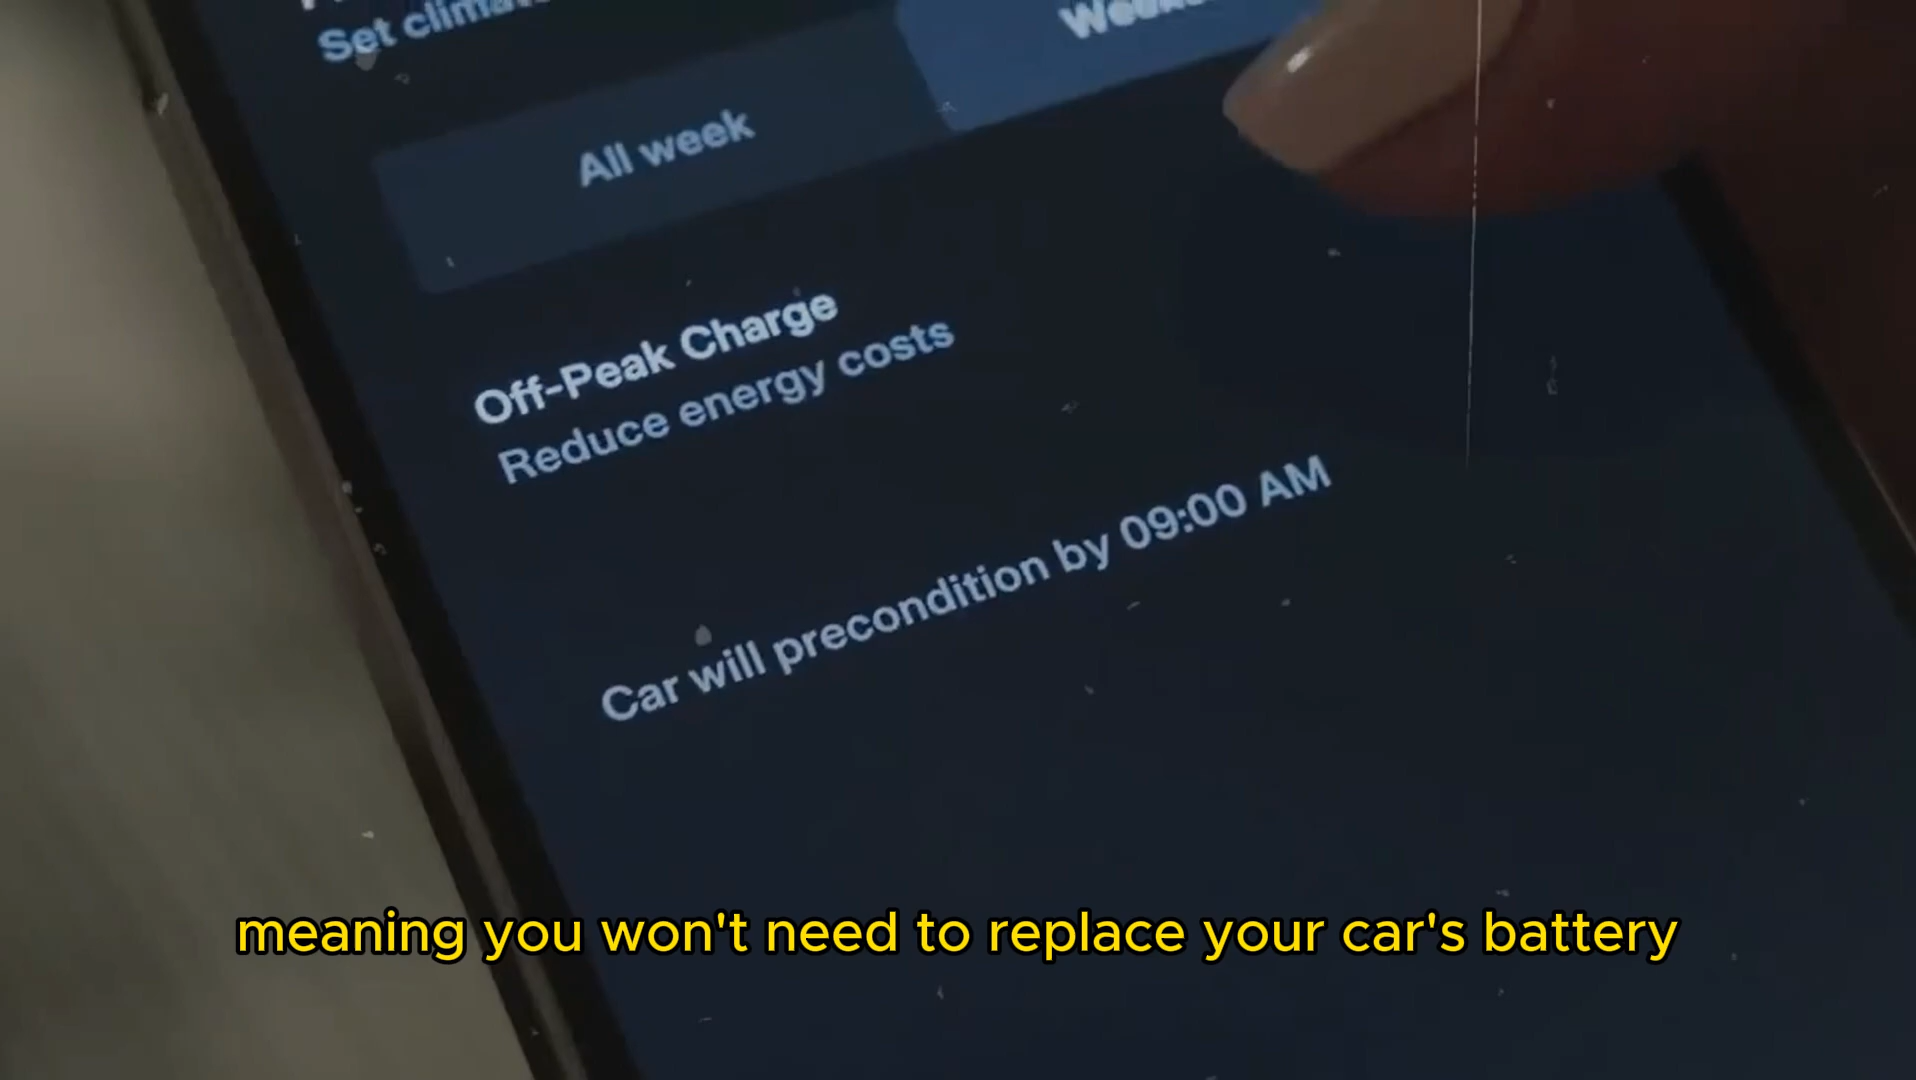 Set
All week
Off-Peak Charge
Reduce energy costs
Car will precondition by 09:00 AM
meaning you won't need to replace your car's battery